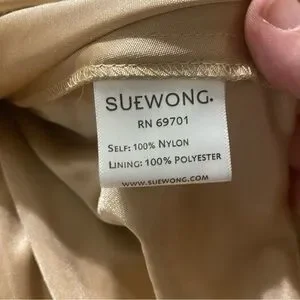 SUEWONG.
RN 69701
SELF: 100% NYLON
LINING: 100% POLYESTER
WWW.SUEWONG.COM